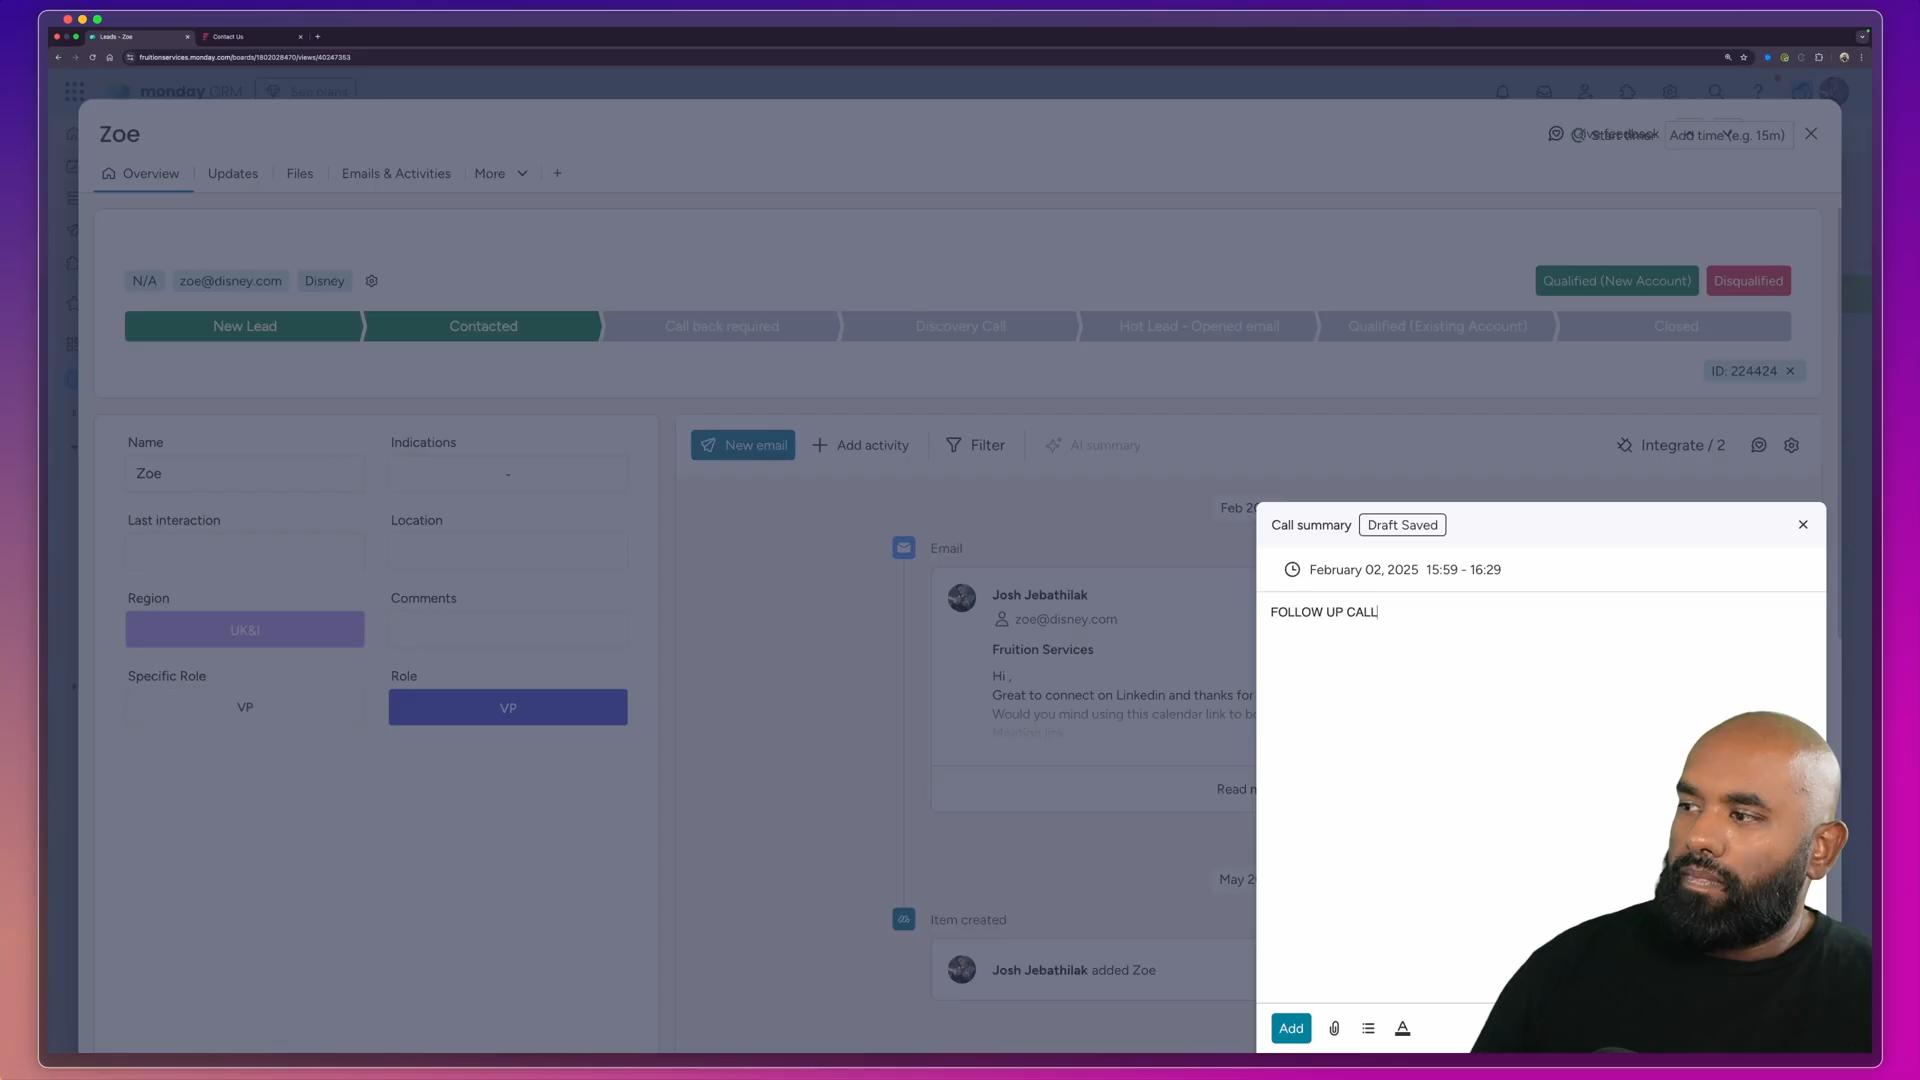 Leads - Zoe
Contact Us
fruitionservices.monday.com/boards/1802028470/views/40247353
monday CRM
See plans
Zoe
Give feedback
Start timer
Add time (e.g. 15m)
Overview
Updates
Files
Emails & Activities
More
N/A
zoe@disney.com
Disney
Qualified (New Account)
Disqualified
New Lead
Contacted
Call back required
Discovery Call
Hot Lead - Opened email
Qualified (Existing Account)
Closed
ID: 224424
Name
Indications
Zoe
-
Last interaction
Location
Region
Comments
UK&I
Specific Role
Role
VP
VP
New email
Add activity
Filter
AI summary
Integrate / 2
Feb 20
Email
Josh Jebathilak
zoe@disney.com
Fruition Services
Hi ,
Great to connect on Linkedin and thanks for
Would you mind using this calendar link to
Meeting link
Read
May 2
Item created
Josh Jebathilak added Zoe
Call summary
Draft Saved
February 02, 2025 15:59 - 16:29
FOLLOW UP CALL
Add